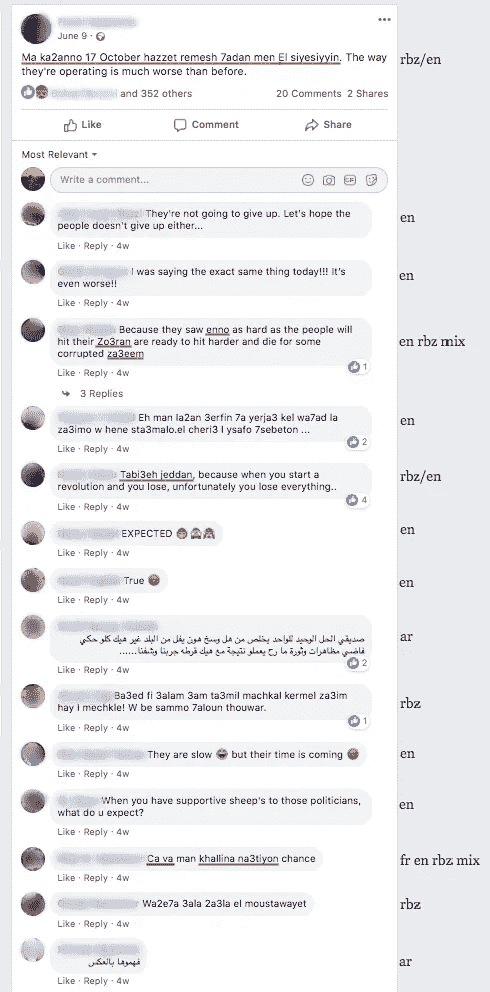 June 9
Ma ka2anno 17 October hazzet remesh 7adan men El siyesiyyin. The way
they're operating is much worse than before.
rbz/en
and 352 others
20 Comments 2 Shares
Like
Comment
Share
Most Relevant
Write a comment...
They're not going to give up. Let's hope the
people doesn't give up either...
en
Like · Reply · 4w
I was saying the exact same thing today!!! It's
even worse!!
en
Like · Reply · 4w
Because they saw enno as hard as the people will
hit their Zo3ran are ready to hit harder and die for some
corrupted za3eem
en rbz mix
1
Like · Reply · 4w
3 Replies
Eh man la2an 3erfin 7a yerja3 kel wa7ad la
za3imo w hene sta3malo.el cheri3 l ysafo 7sebeton ...
en
2
Like · Reply · 4w
Tabi3eh jeddan, because when you start a
revolution and you lose, unfortunately you lose everything..
rbz/en
4
Like · Reply · 4w
EXPECTED
en
Like · Reply · 4w
True
en
Like · Reply · 4w
صديقي الحل الوحيد للواحد يخلص من هل وسخ هون يفل من البلد غير هيك كلو حكي
فاضي مظاهرات وثورة ما رح يعملو نتيجة مع هيك قرطه جربنا وشفنا......
ar
2
Like · Reply · 4w
Ba3ed fi 3alam 3am ta3mil machkal kermel za3im
hay l mechkle! W be sammo 7aloun thouwar.
rbz
1
Like · Reply · 4w
They are slow 😂 but their time is coming
en
Like · Reply · 4w
When you have supportive sheep's to those politicians,
what do u expect?
en
Like · Reply · 4w
Ca va man khallina na3tiyon chance
fr en rbz mix
Like · Reply · 4w
Wa2e7a 3ala 2a3la el moustawayet
rbz
Like · Reply · 4w
فهموها بالعكس
ar
Like · Reply · 4w